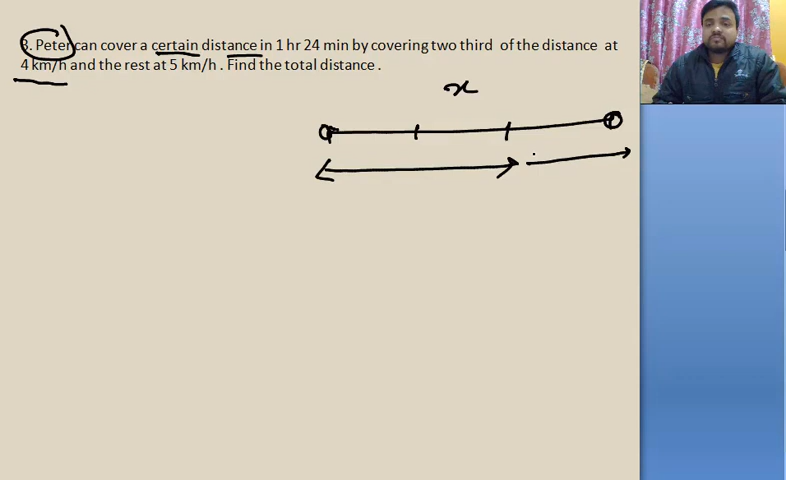 3. Peter can cover a certain distance in 1 hr 24 min by covering two third of the distance at
4 km/h and the rest at 5 km/h . Find the total distance .
x